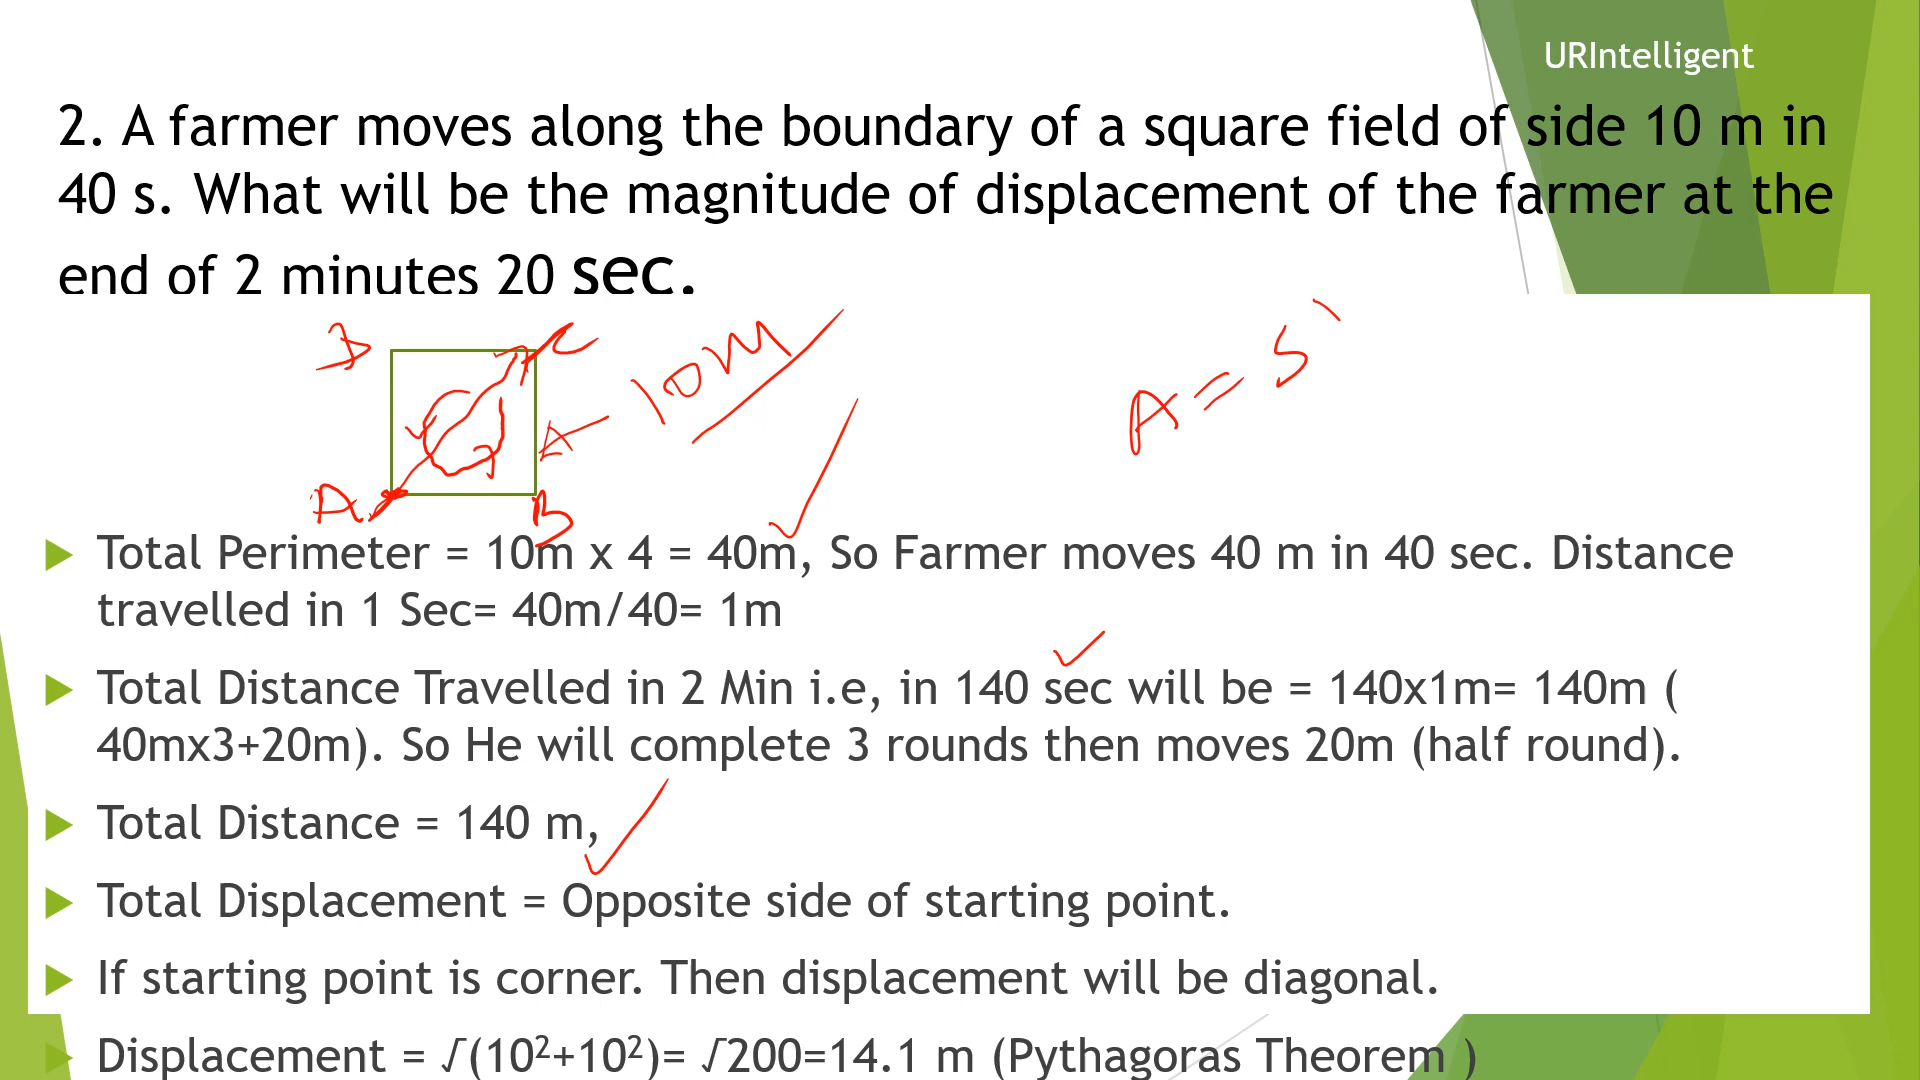 URIntelligent
2. A farmer moves along the boundary of a square field of side 10 m in
40 s. What will be the magnitude of displacement of the farmer at the
end of 2 minutes 20 sec.
D C 10m A = s
A B
Total Perimeter = 10m x 4 = 40m, So Farmer moves 40 m in 40 sec. Distance
travelled in 1 Sec= 40m/40= 1m
Total Distance Travelled in 2 Min i.e, in 140 sec will be = 140x1m= 140m (
40mx3+20m). So He will complete 3 rounds then moves 20m (half round).
Total Distance = 140 m,
Total Displacement = Opposite side of starting point.
If starting point is corner. Then displacement will be diagonal.
Displacement = √(10²+10²)= √200=14.1 m (Pythagoras Theorem )